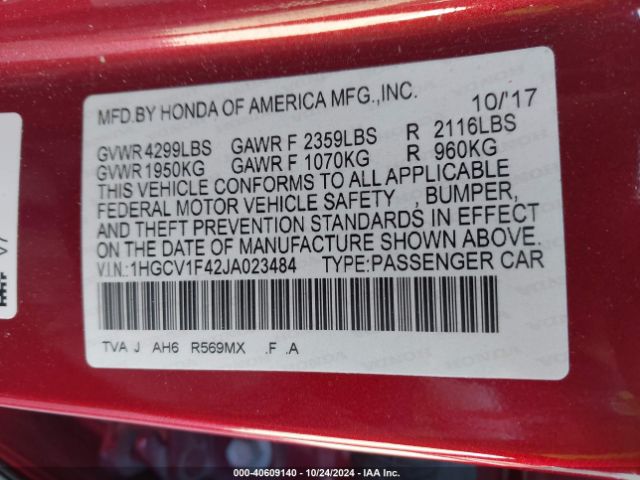 MFD.BY HONDA OF AMERICA MFG.,INC. 10/'17
GVWR 4299LBS GAWR F 2359LBS R 2116LBS
GVWR 1950KG GAWR F 1070KG R 960KG
THIS VEHICLE CONFORMS TO ALL APPLICABLE
FEDERAL MOTOR VEHICLE SAFETY , BUMPER,
AND THEFT PREVENTION STANDARDS IN EFFECT
ON THE DATE OF MANUFACTURE SHOWN ABOVE.
V.I.N.:1HGCV1F42JA023484 TYPE:PASSENGER CAR
TVA J AH6 R569MX .F .A
000-40609140 - 10/24/2024 - IAA Inc.